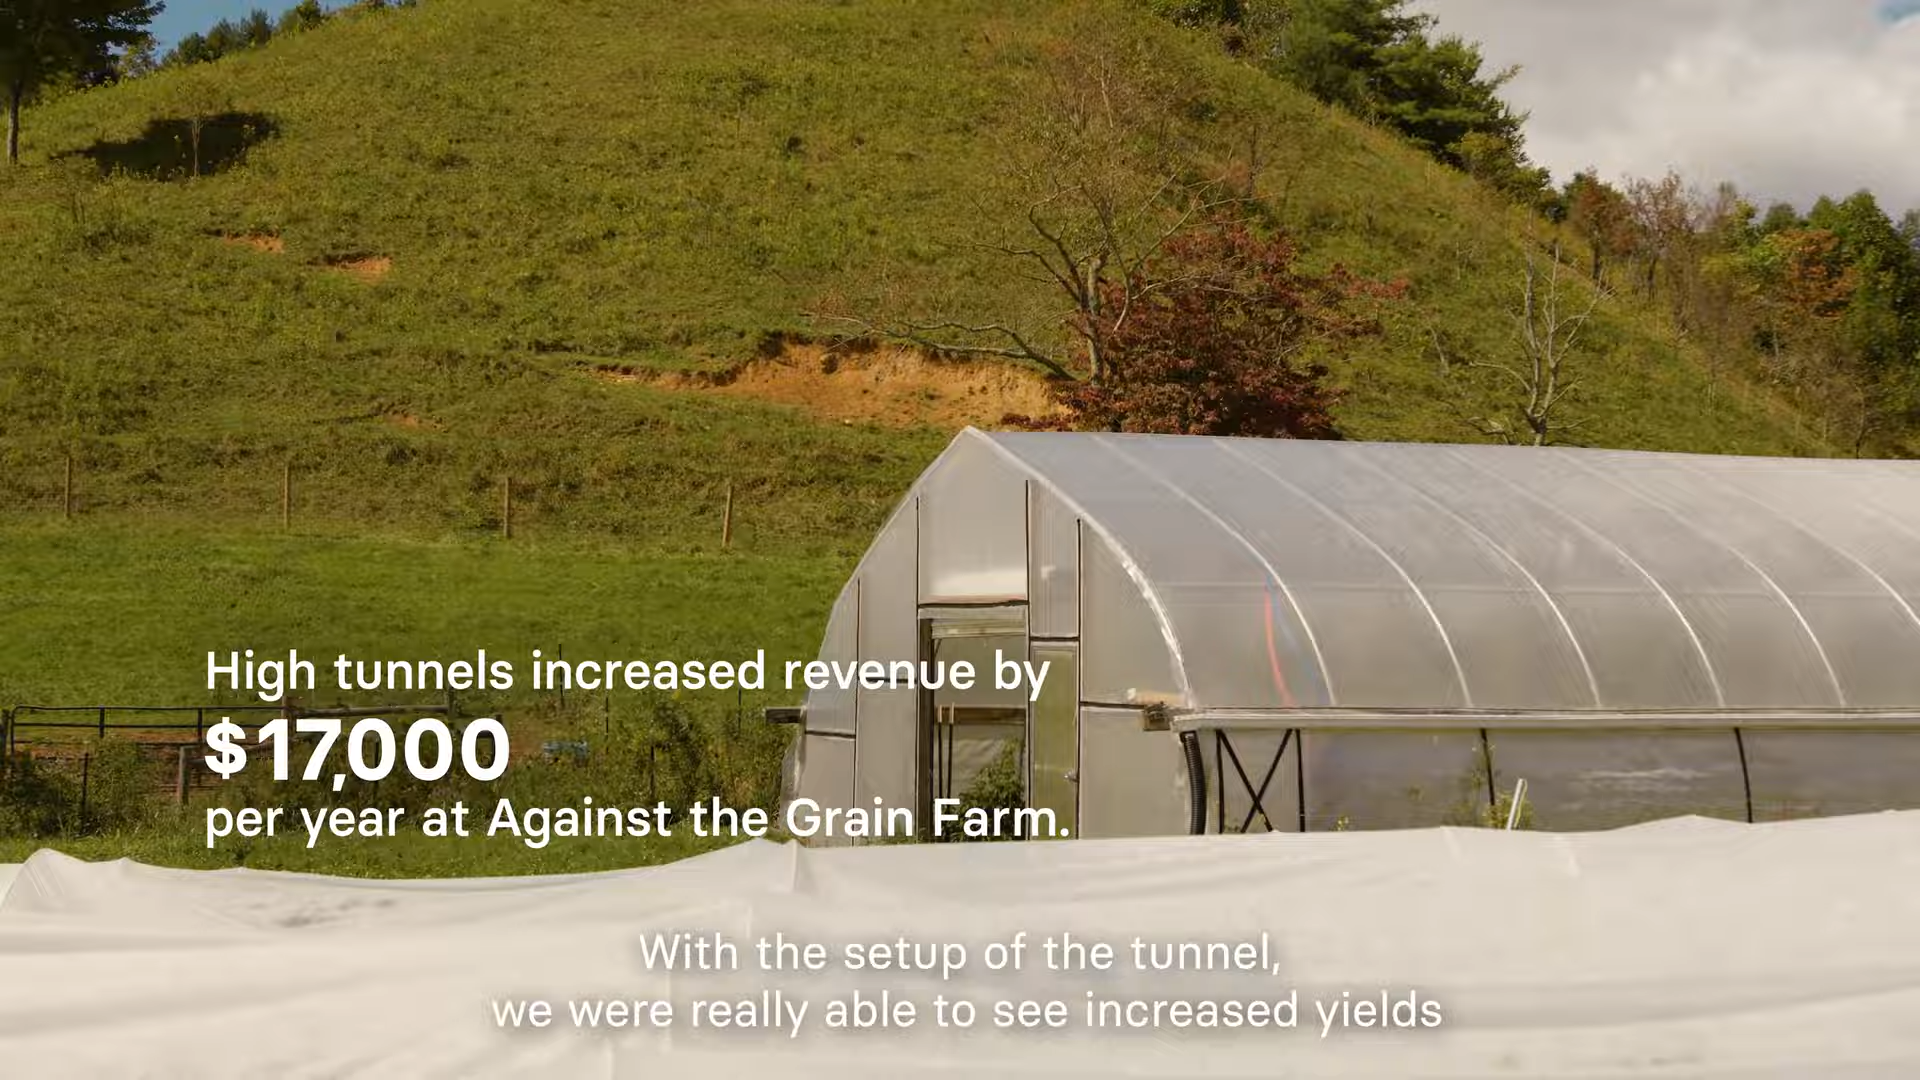 High tunnels increased revenue by
$17,000
per year at Against the Grain Farm.
With the setup of the tunnel,
we were really able to see increased yields